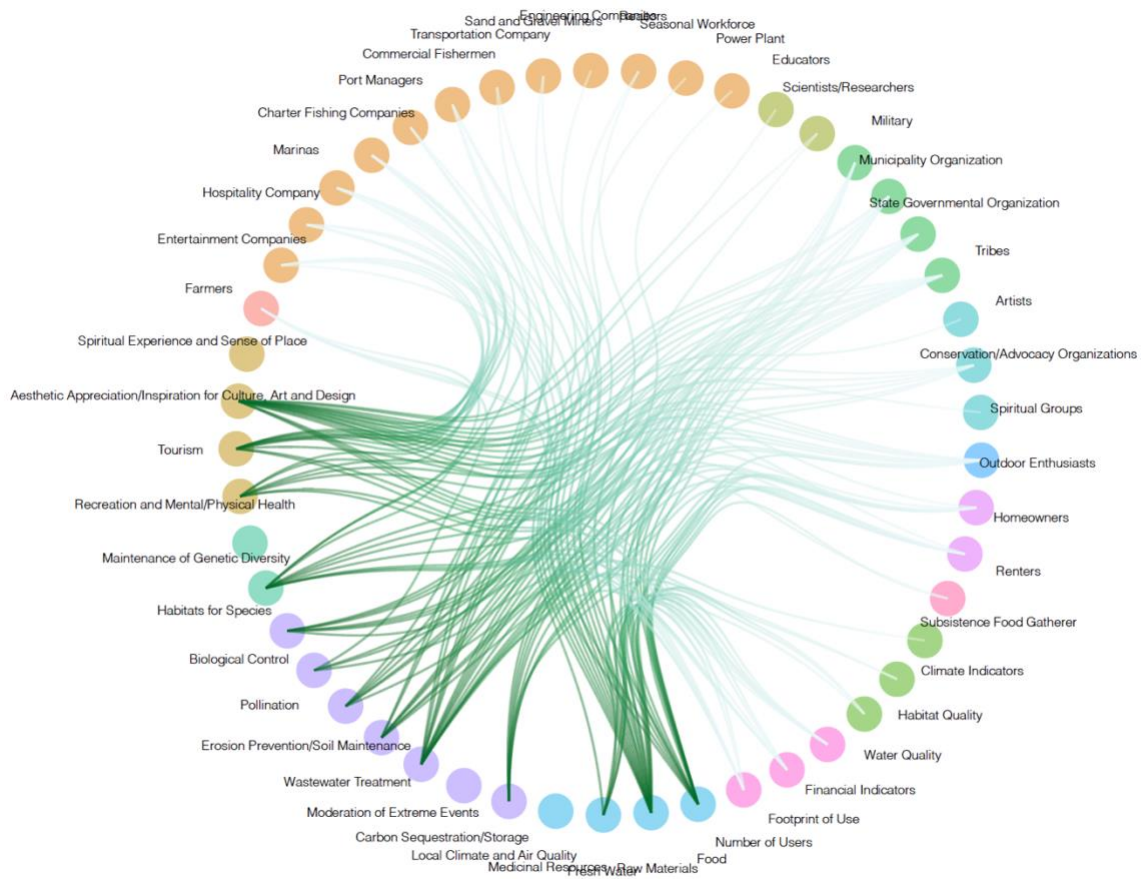 Engineering Companies
Realtors
Sand and Gravel Miners
Seasonal Workforce
Transportation Company
Power Plant
Commercial Fishermen
Educators
Port Managers
Scientists/Researchers
Charter Fishing Companies
Military
Marinas
Municipality Organization
Hospitality Company
State Governmental Organization
Entertainment Companies
Tribes
Farmers
Artists
Spiritual Experience and Sense of Place
Conservation/Advocacy Organizations
Aesthetic Appreciation/Inspiration for Culture, Art and Design
Spiritual Groups
Tourism
Outdoor Enthusiasts
Recreation and Mental/Physical Health
Homeowners
Maintenance of Genetic Diversity
Renters
Habitats for Species
Subsistence Food Gatherer
Biological Control
Climate Indicators
Pollination
Habitat Quality
Erosion Prevention/Soil Maintenance
Water Quality
Wastewater Treatment
Financial Indicators
Moderation of Extreme Events
Footprint of Use
Carbon Sequestration/Storage
Number of Users
Local Climate and Air Quality
Food
Medicinal Resources
Fresh Water
Raw Materials